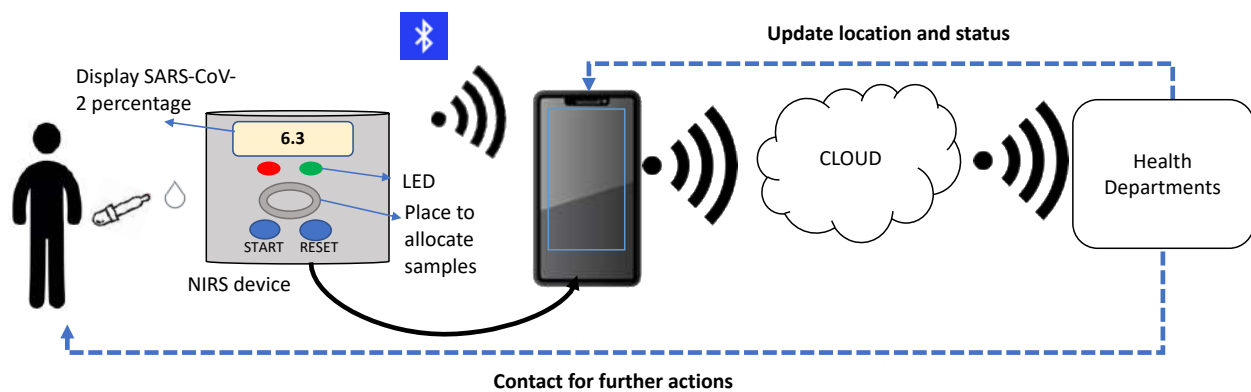 Update location and status
Display SARS-CoV-
2 percentage
6.3
LED
Place to
allocate
samples
START
RESET
NIRS device
CLOUD
Health
Departments
Contact for further actions